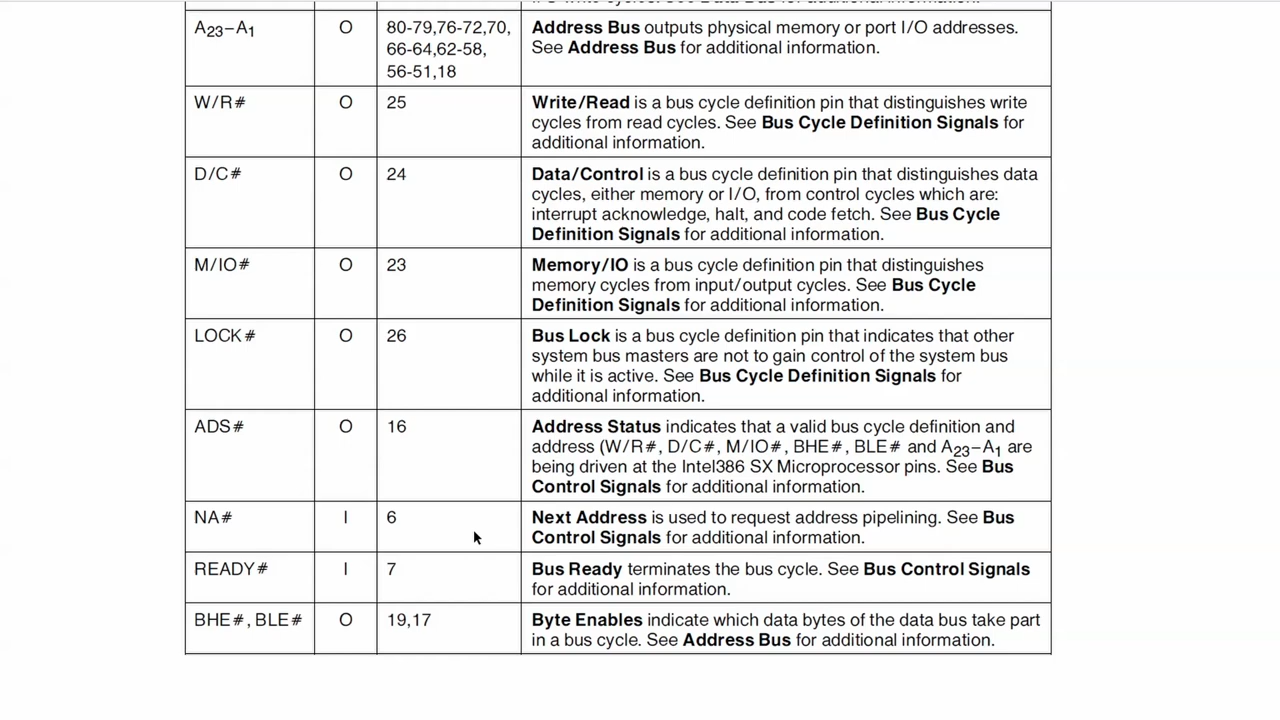 A23–A1 O 80-79,76-72,70, Address Bus outputs physical memory or port I/O addresses.
66-64,62-58, See Address Bus for additional information.
56-51,18
W/R# O 25 Write/Read is a bus cycle definition pin that distinguishes write
cycles from read cycles. See Bus Cycle Definition Signals for
additional information.
D/C# O 24 Data/Control is a bus cycle definition pin that distinguishes data
cycles, either memory or I/O, from control cycles which are:
interrupt acknowledge, halt, and code fetch. See Bus Cycle
Definition Signals for additional information.
M/IO# O 23 Memory/IO is a bus cycle definition pin that distinguishes
memory cycles from input/output cycles. See Bus Cycle
Definition Signals for additional information.
LOCK# O 26 Bus Lock is a bus cycle definition pin that indicates that other
system bus masters are not to gain control of the system bus
while it is active. See Bus Cycle Definition Signals for
additional information.
ADS# O 16 Address Status indicates that a valid bus cycle definition and
address (W/R#, D/C#, M/IO#, BHE#, BLE# and A23–A1 are
being driven at the Intel386 SX Microprocessor pins. See Bus
Control Signals for additional information.
NA# I 6 Next Address is used to request address pipelining. See Bus
Control Signals for additional information.
READY# I 7 Bus Ready terminates the bus cycle. See Bus Control Signals
for additional information.
BHE#, BLE# O 19,17 Byte Enables indicate which data bytes of the data bus take part
in a bus cycle. See Address Bus for additional information.